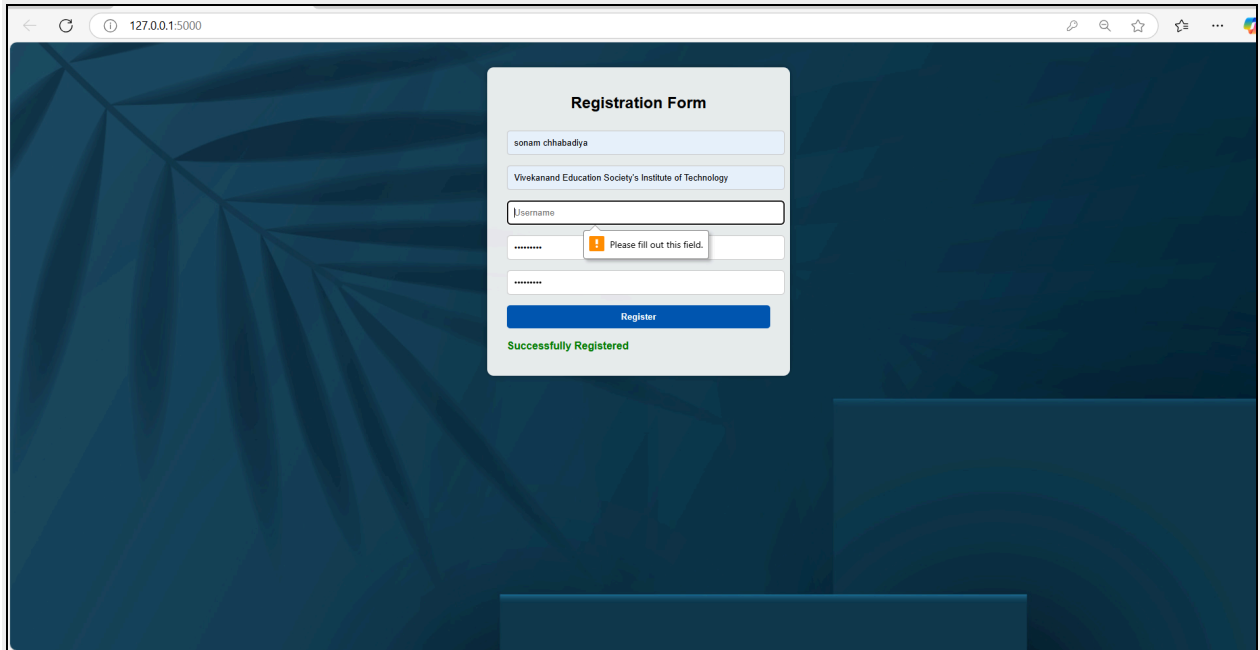 127.0.0.1:5000
Registration Form
sonam chhabadiya
Vivekanand Education Society's Institute of Technology
Username
Please fill out this field.
Register
Successfully Registered